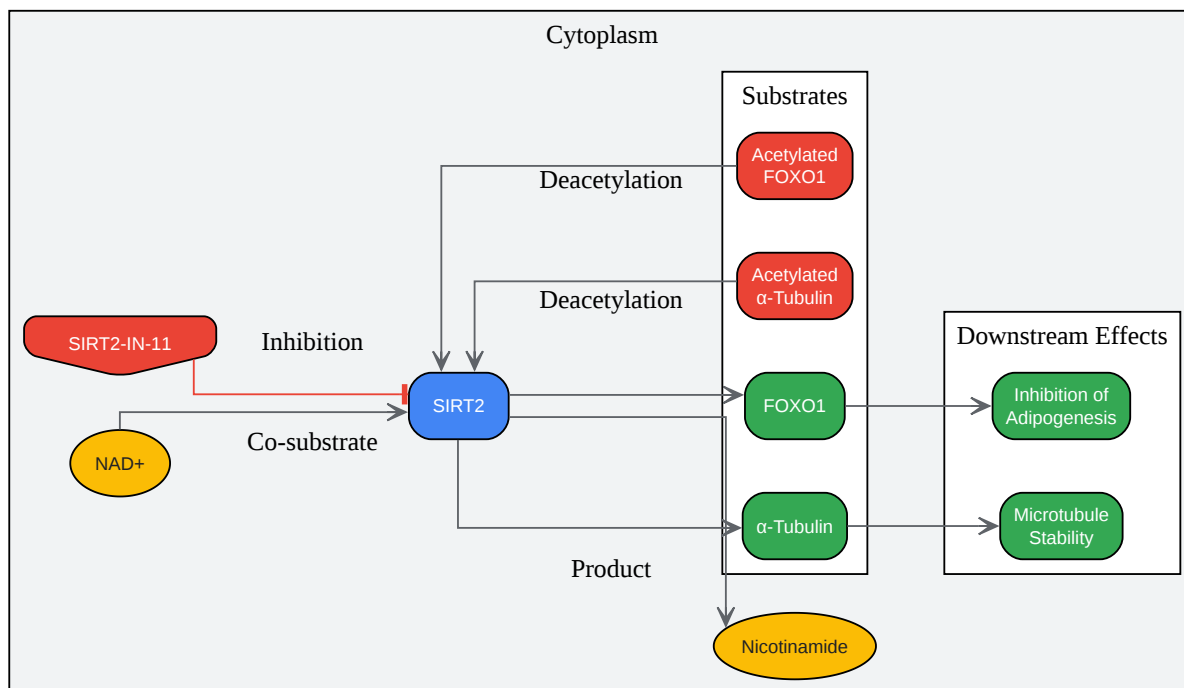 Cytoplasm
Substrates
Acetylated
FOXO1
Deacetylation
Acetylated
α-Tubulin
Deacetylation
SIRT2-IN-11
Inhibition
Downstream Effects
SIRT2
FOXO1
Inhibition of
Adipogenesis
Co-substrate
NAD+
α-Tubulin
Microtubule
Stability
Product
Nicotinamide